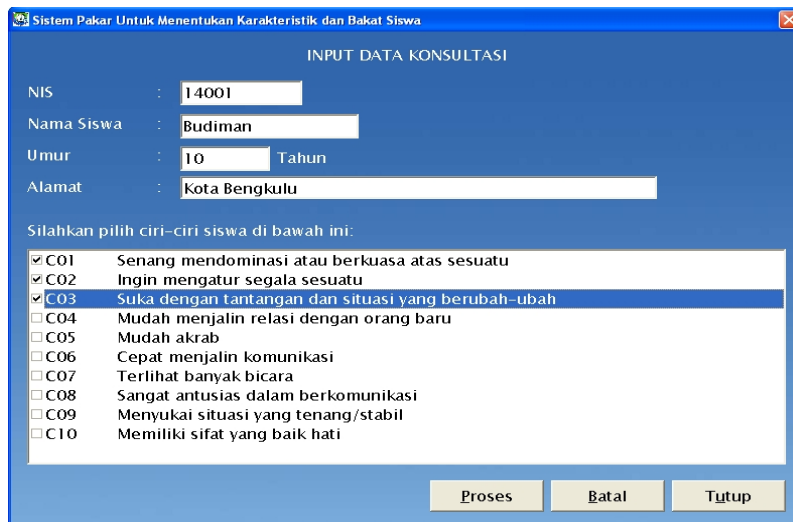 Sistem Pakar Untuk Menentukan Karakteristik dan Bakat Siswa
INPUT DATA KONSULTASI
NIS : 14001
Nama Siswa : Budiman
Umur : 10 Tahun
Alamat : Kota Bengkulu
Silahkan pilih ciri-ciri siswa di bawah ini:
C01 Senang mendominasi atau berkuasa atas sesuatu
C02 Ingin mengatur segala sesuatu
C03 Suka dengan tantangan dan situasi yang berubah-ubah
C04 Mudah menjalin relasi dengan orang baru
C05 Mudah akrab
C06 Cepat menjalin komunikasi
C07 Terlihat banyak bicara
C08 Sangat antusias dalam berkomunikasi
C09 Menyukai situasi yang tenang/stabil
C10 Memiliki sifat yang baik hati
Proses Batal Tutup